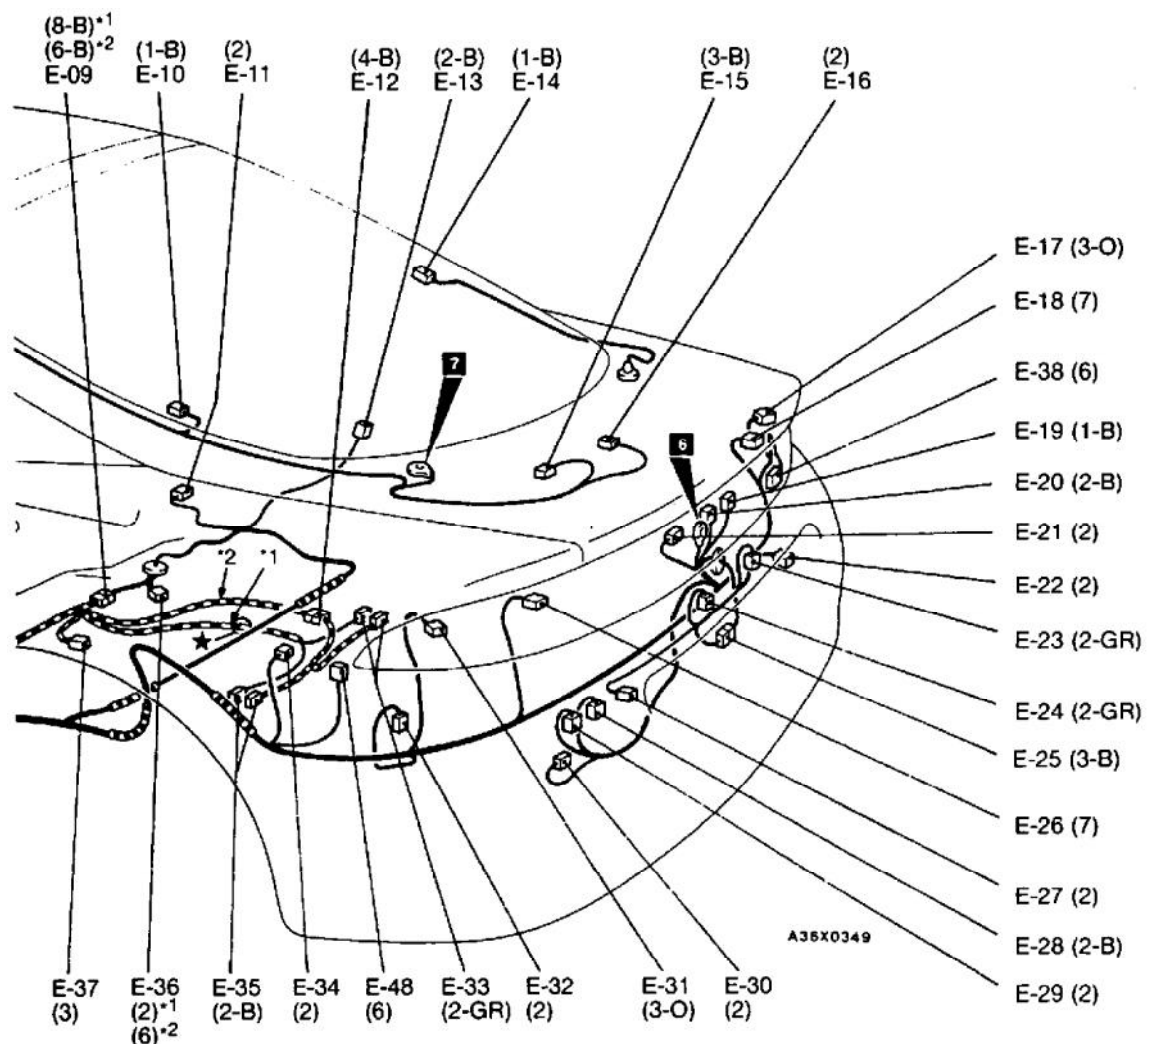 (8-B)*1
(6-B)*2
E-09
(1-B)
E-10
(2)
E-11
(4-B)
E-12
(2-B)
E-13
(1-B)
E-14
(3-B)
E-15
(2)
E-16
E-17 (3-O)
E-18 (7)
E-38 (6)
E-19 (1-B)
E-20 (2-B)
E-21 (2)
E-22 (2)
E-23 (2-GR)
E-24 (2-GR)
E-25 (3-B)
E-26 (7)
E-27 (2)
E-28 (2-B)
E-29 (2)
7
6
*2 *1
★
A36X0349
E-37
(3)
E-36
(2)*1
(6)*2
E-35
(2-B)
E-34
(2)
E-48
(6)
E-33
(2-GR)
E-32
(2)
E-31
(3-O)
E-30
(2)